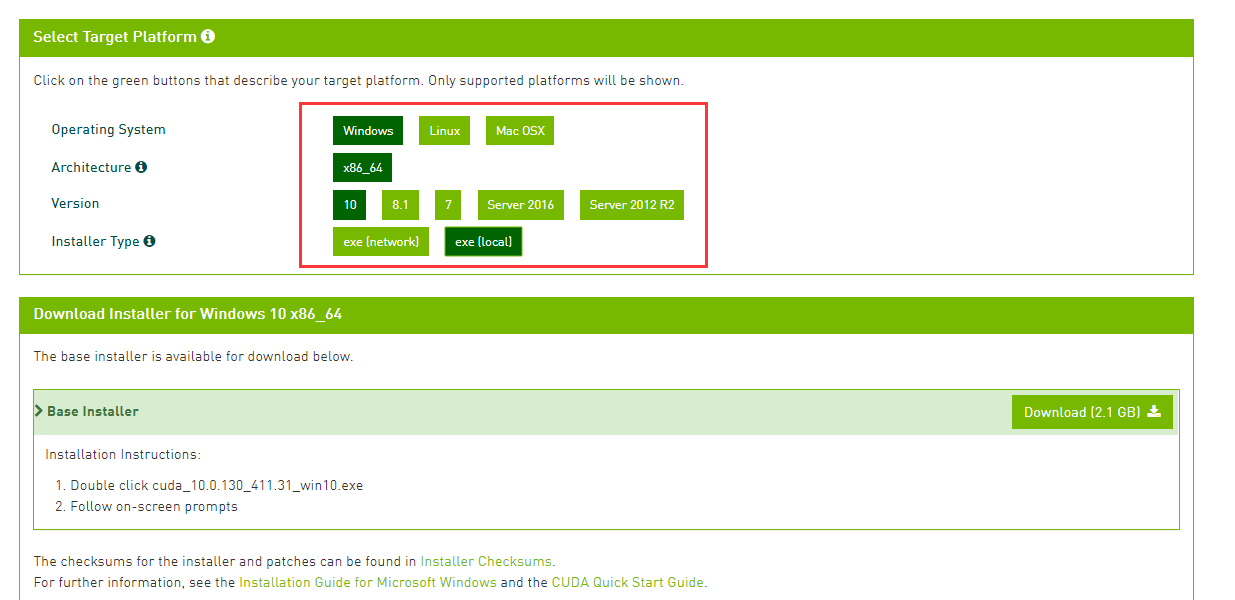 Select Target Platform
Click on the green buttons that describe your target platform. Only supported platforms will be shown.
Operating System Windows Linux Mac OSX
Architecture x86_64
Version 10 8.1 7 Server 2016 Server 2012 R2
Installer Type exe (network) exe (local)
Download Installer for Windows 10 x86_64
The base installer is available for download below.
Base Installer Download (2.1 GB)
Installation Instructions:
1. Double click cuda_10.0.130_411.31_win10.exe
2. Follow on-screen prompts
The checksums for the installer and patches can be found in Installer Checksums.
For further information, see the Installation Guide for Microsoft Windows and the CUDA Quick Start Guide.